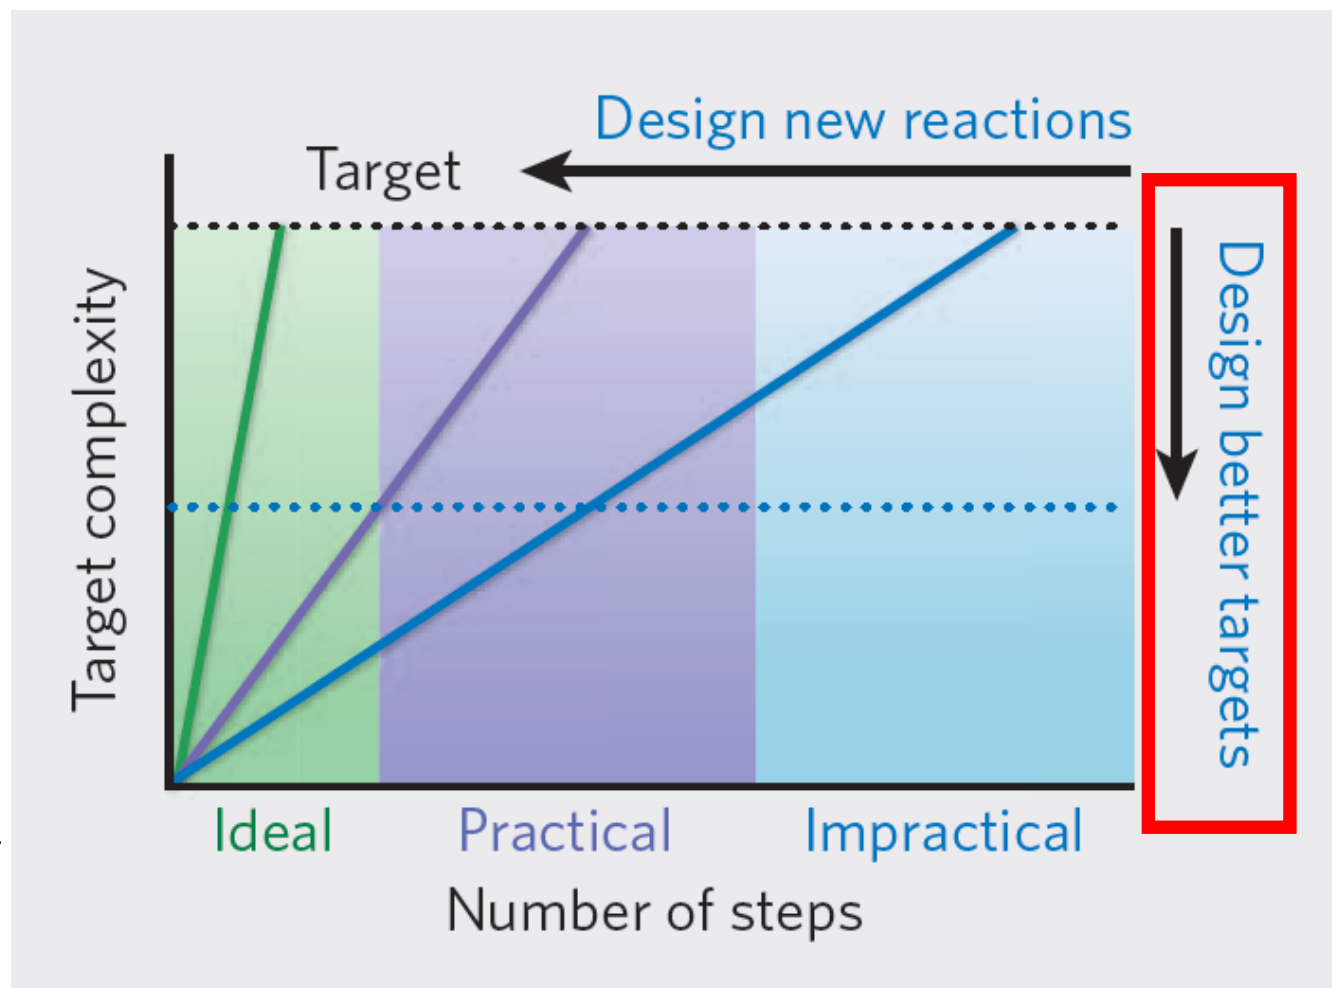 Design new reactions
Target
Target complexity
Design better targets
Ideal
Practical
Impractical
Number of steps